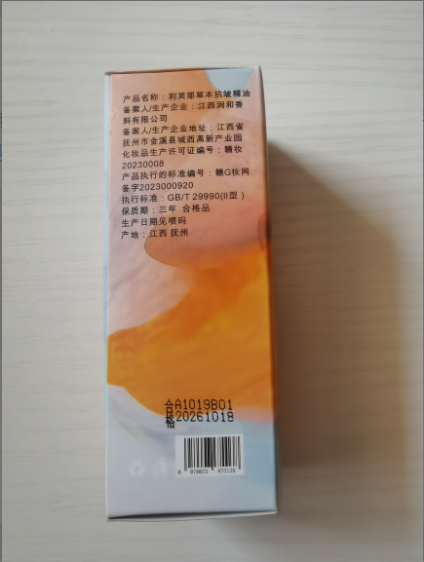 产品名称：利芙耶草本抗皱精油
备案人/生产企业：江西润和香
料有限公司
备案人/生产企业地址：江西省
抚州市金溪县城西高新产业园
化妆品生产许可证编号：赣妆
20230008
产品执行的标准编号：赣G妆网
备字2023000920
执行标准：GB/T 29990(II型）
保质期：三年 合格品
生产日期见喷码
产地：江西 抚州
合格
A1019B01
20261018